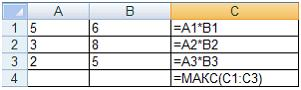 A B C
1 5 6 =A1*B1
2 3 8 =A2*B2
3 2 5 =A3*B3
4 =МАКС(C1:C3)